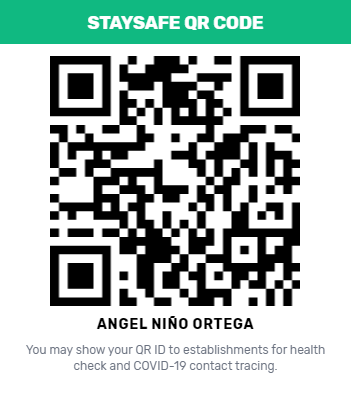 STAYSAFE QR CODE
ANGEL NIÑO ORTEGA
You may show your QR ID to establishments for health
check and COVID-19 contact tracing.